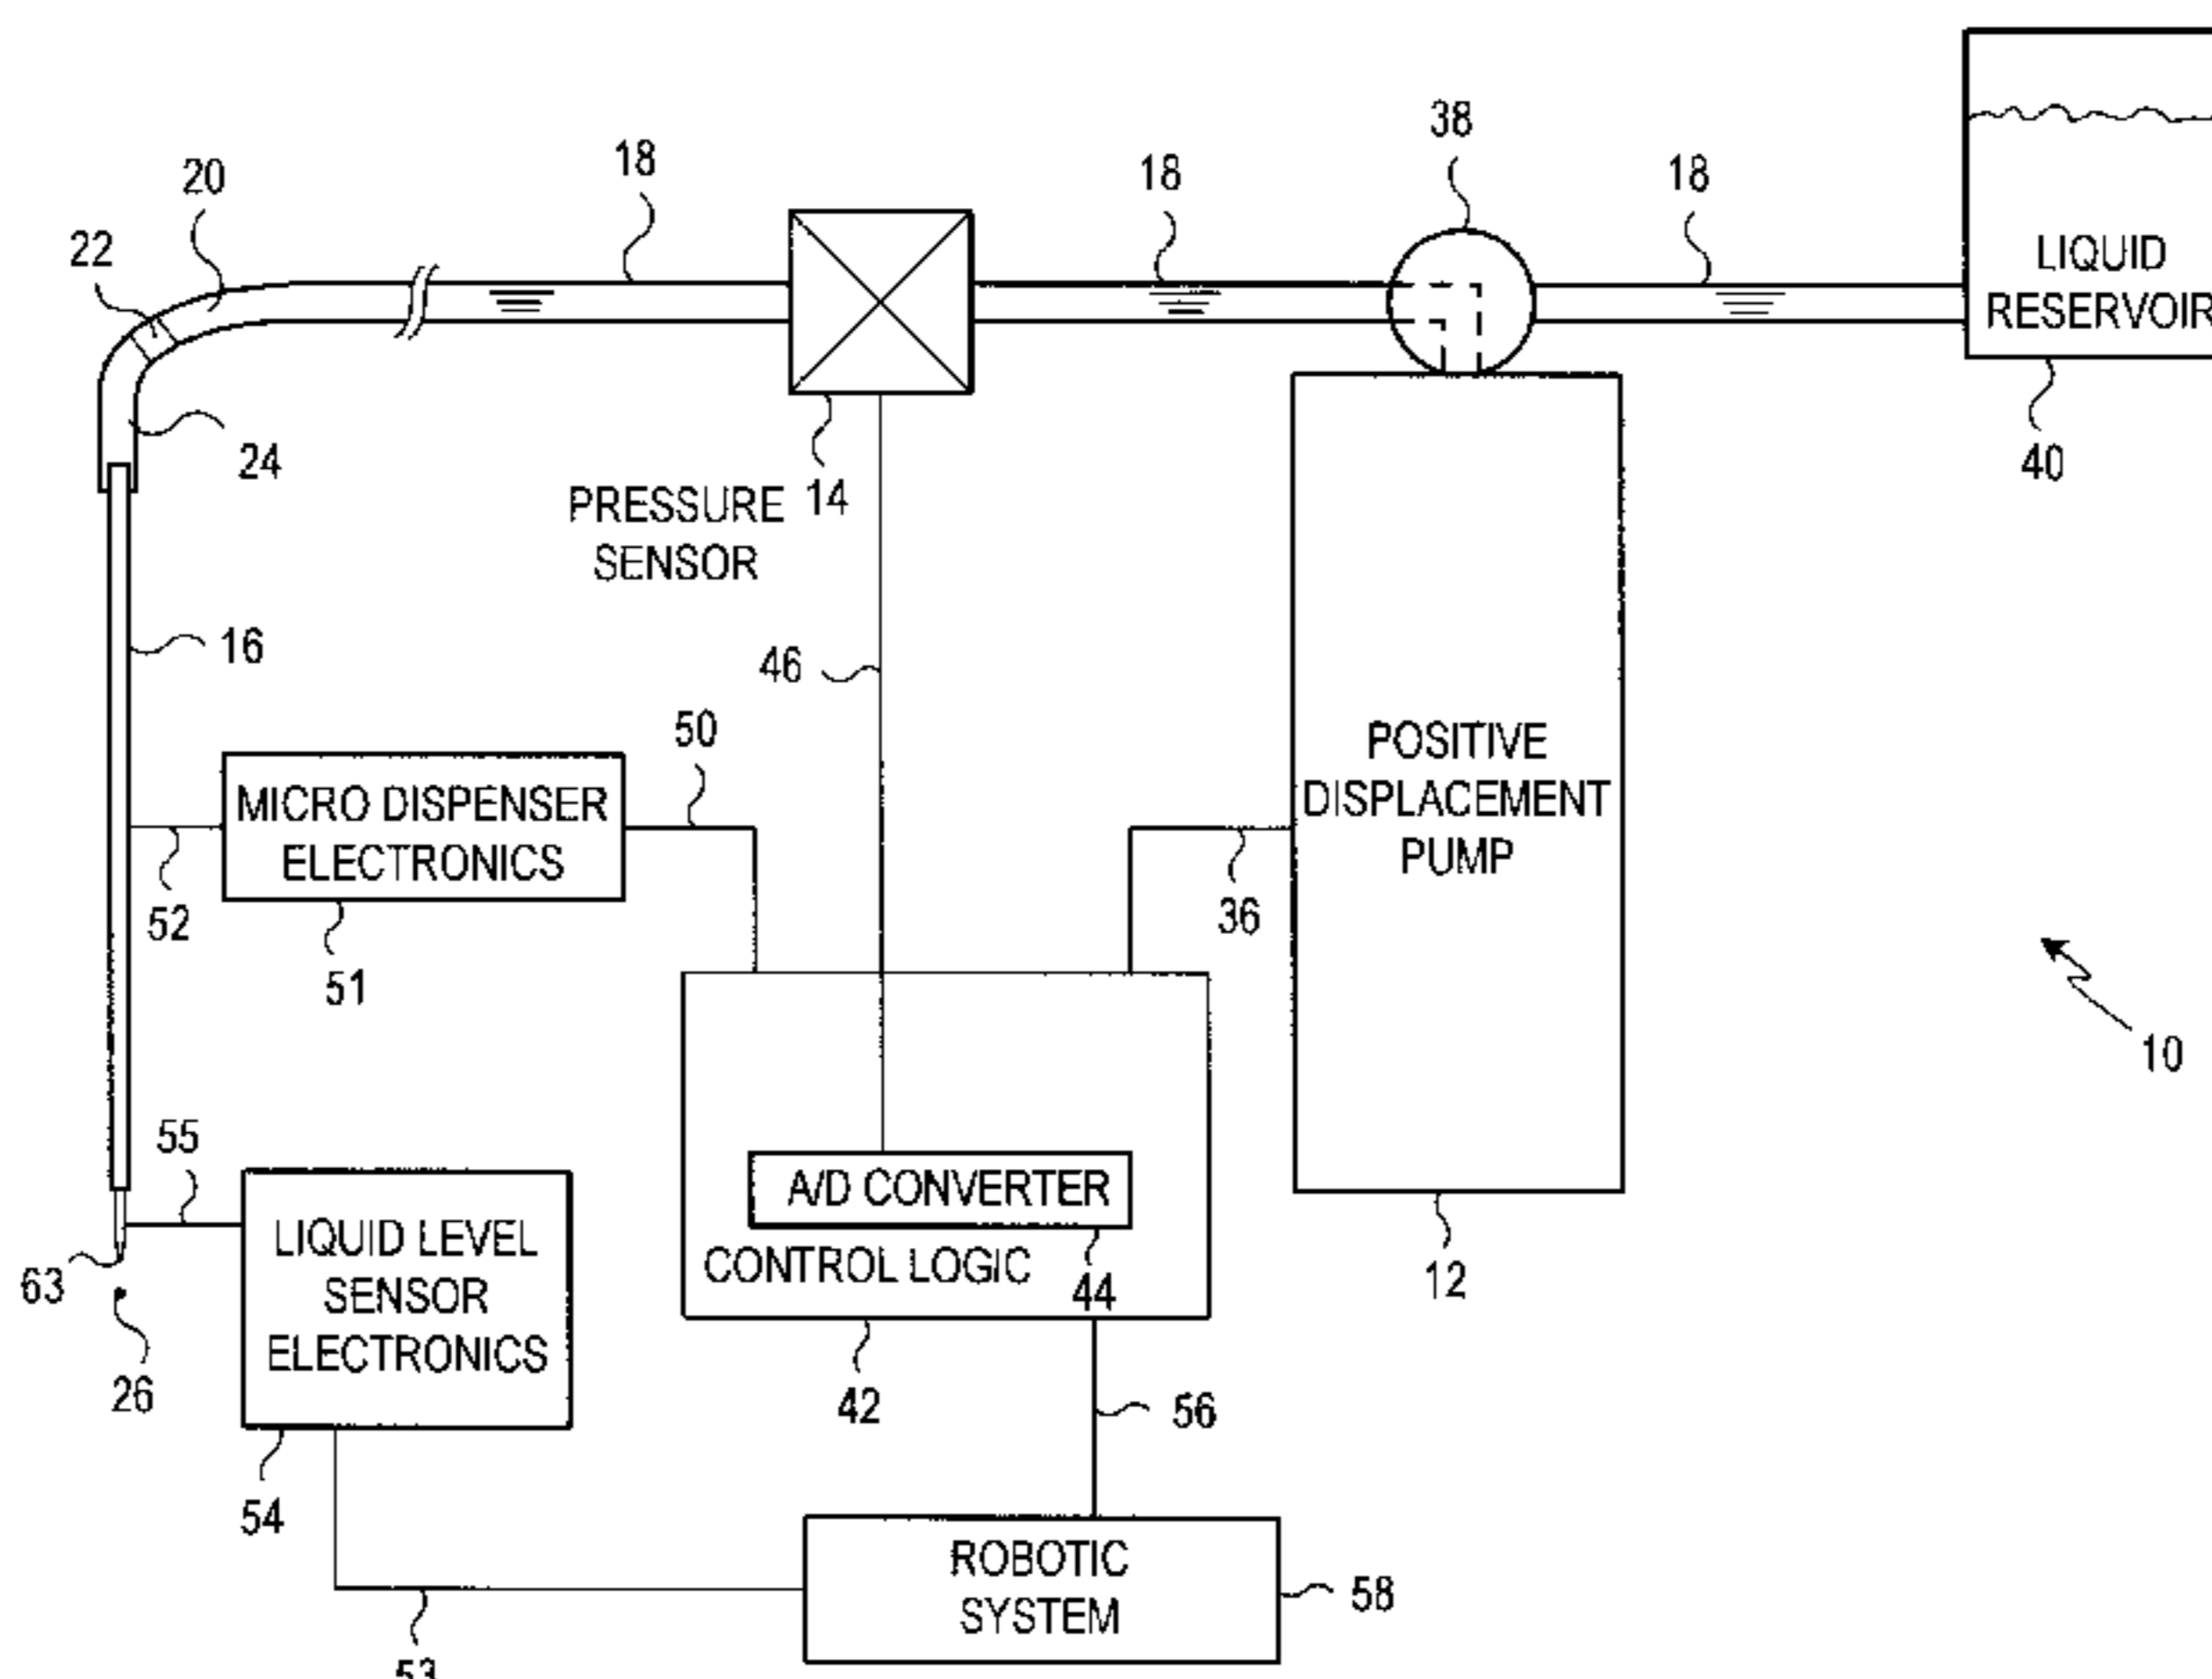 38
18
18
18
20
22
LIQUID
RESERVOIR
40
24
PRESSURE
SENSOR
14
16
46
50
POSITIVE
DISPLACEMENT
PUMP
MICRO DISPENSER
ELECTRONICS
52
51
36
10
55
A/D CONVERTER
CONTROL LOGIC
44
12
LIQUID LEVEL
SENSOR
ELECTRONICS
63
26
42
56
54
ROBOTIC
SYSTEM
58
53